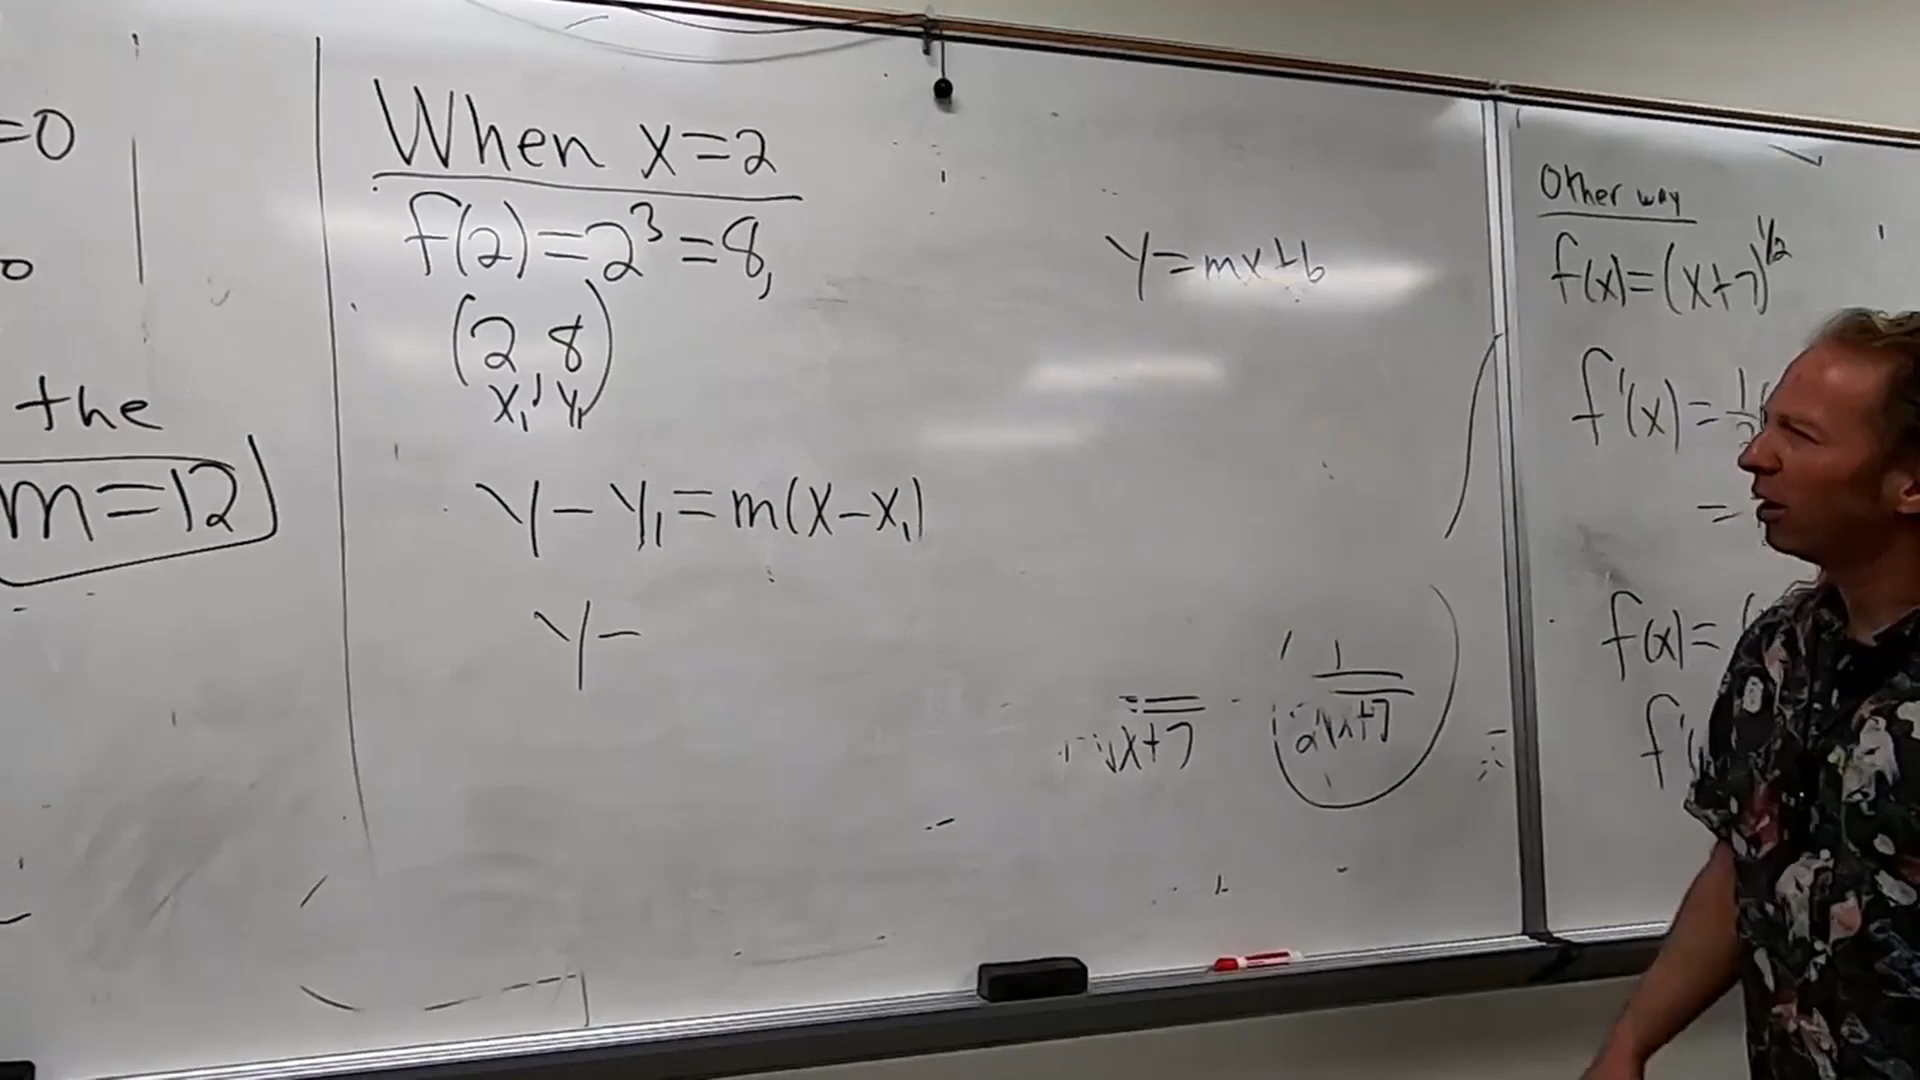 =0
the
m=12
When x=2
f(2)=2³=8,
(2, 8)
x₁ y₁
y-y₁=m(x-x₁)
y-
y=mx+b
√x+7
1
2√x+7
Other way
f(x)=(x+7)^1/2
f'(x)=1
=
f(x)=(
f'(